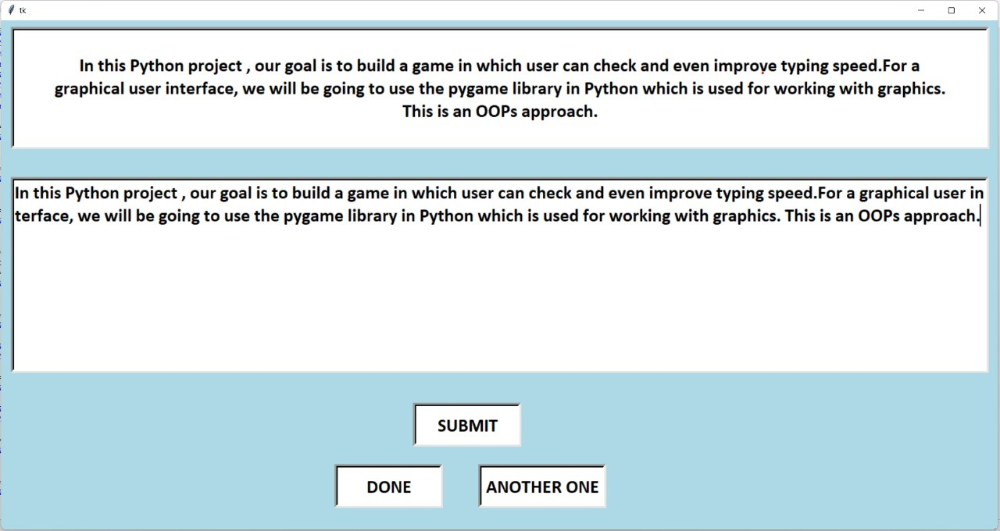 tk
In this Python project , our goal is to build a game in which user can check and even improve typing speed.For a
graphical user interface, we will be going to use the pygame library in Python which is used for working with graphics.
This is an OOPs approach.
In this Python project , our goal is to build a game in which user can check and even improve typing speed.For a graphical user in
terface, we will be going to use the pygame library in Python which is used for working with graphics. This is an OOPs approach.
SUBMIT
DONE
ANOTHER ONE